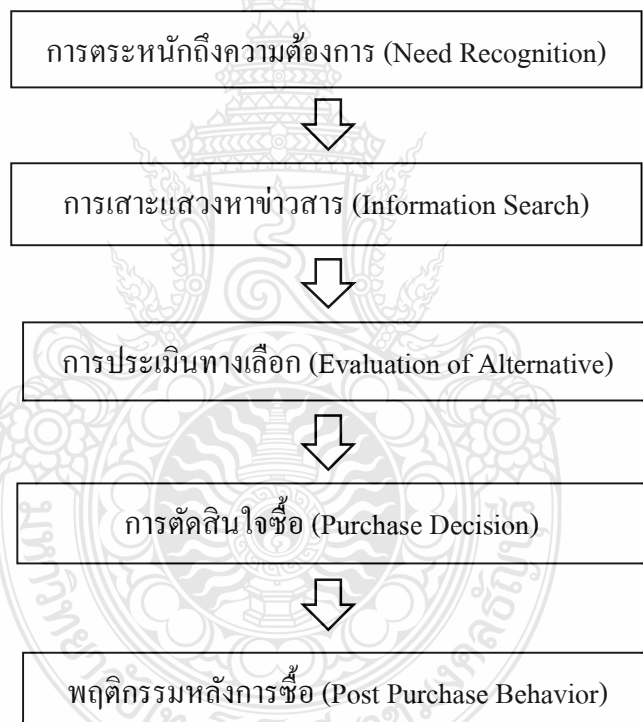 การตระหนักถึงความต้องการ (Need Recognition)
การเสาะแสวงหาข่าวสาร (Information Search)
การประเมินทางเลือก (Evaluation of Alternative)
การตัดสินใจซื้อ (Purchase Decision)
พฤติกรรมหลังการซื้อ (Post Purchase Behavior)